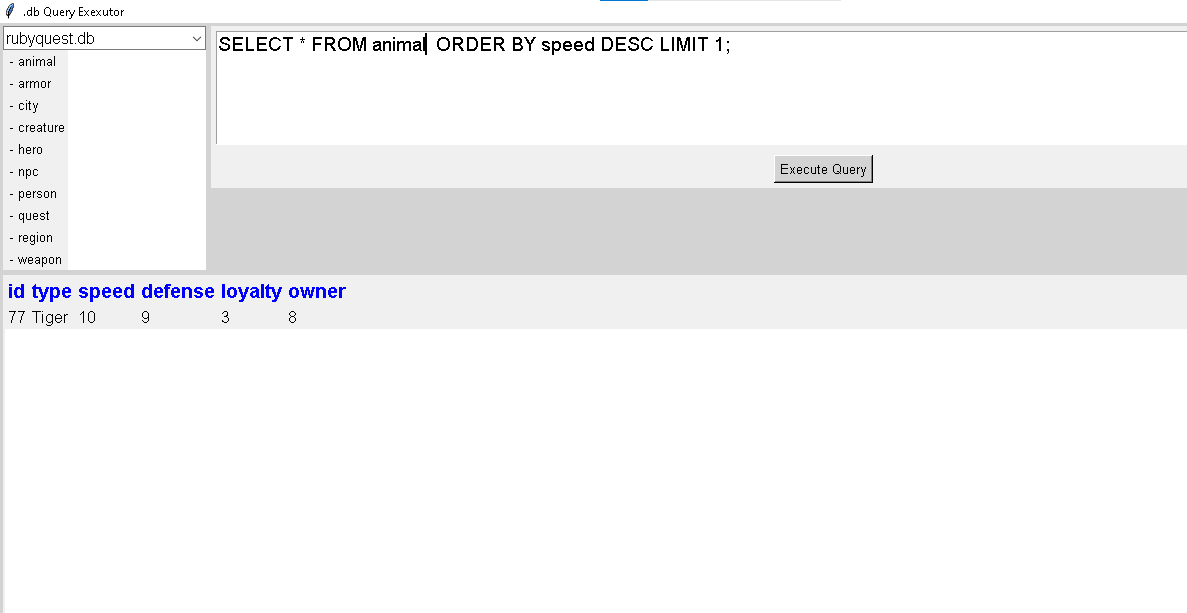 .db Query Exexutor
rubyquest.db
SELECT * FROM animal ORDER BY speed DESC LIMIT 1;
- animal
- armor
- city
- creature
- hero
- npc
- person
- quest
- region
- weapon
Execute Query
id type speed defense loyalty owner
77 Tiger 10 9 3 8